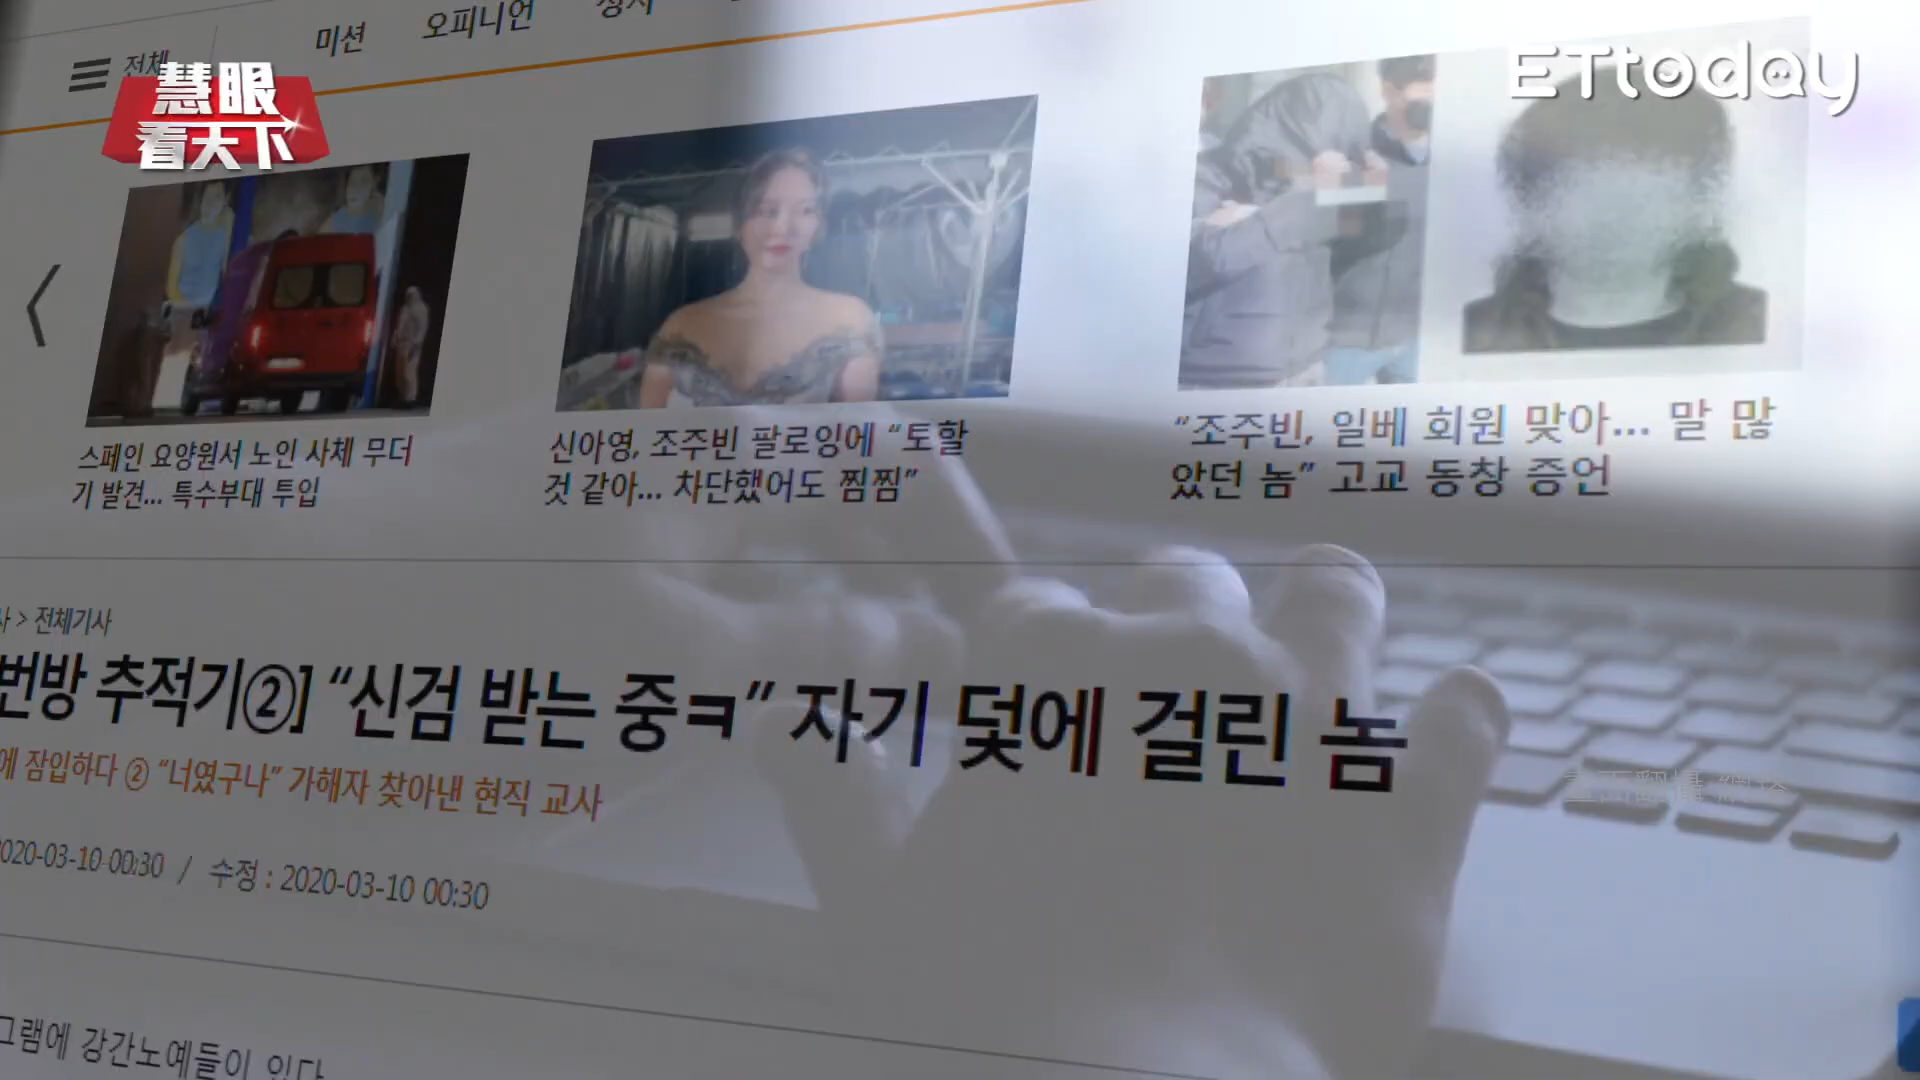 전체
미션
오피니언
慧眼
看天下
ETtoday
스페인 요양원서 노인 사체 무더
기 발견... 특수부대 투입
신아영, 조주빈 팔로잉에 “토할
것 같아... 차단했어도 찜찜”
“조주빈, 일베 회원 맞아... 말 많
았던 놈” 고교 동창 증언
> 전체기사
번방 추적기②] “신검 받는 중ㅋ” 자기 덫에 걸린 놈
에 잠입하다 ② “너였구나” 가해자 찾아낸 현직 교사
2020-03-10 00:30 / 수정 : 2020-03-10 00:30
그램에 강간노예들이 있다